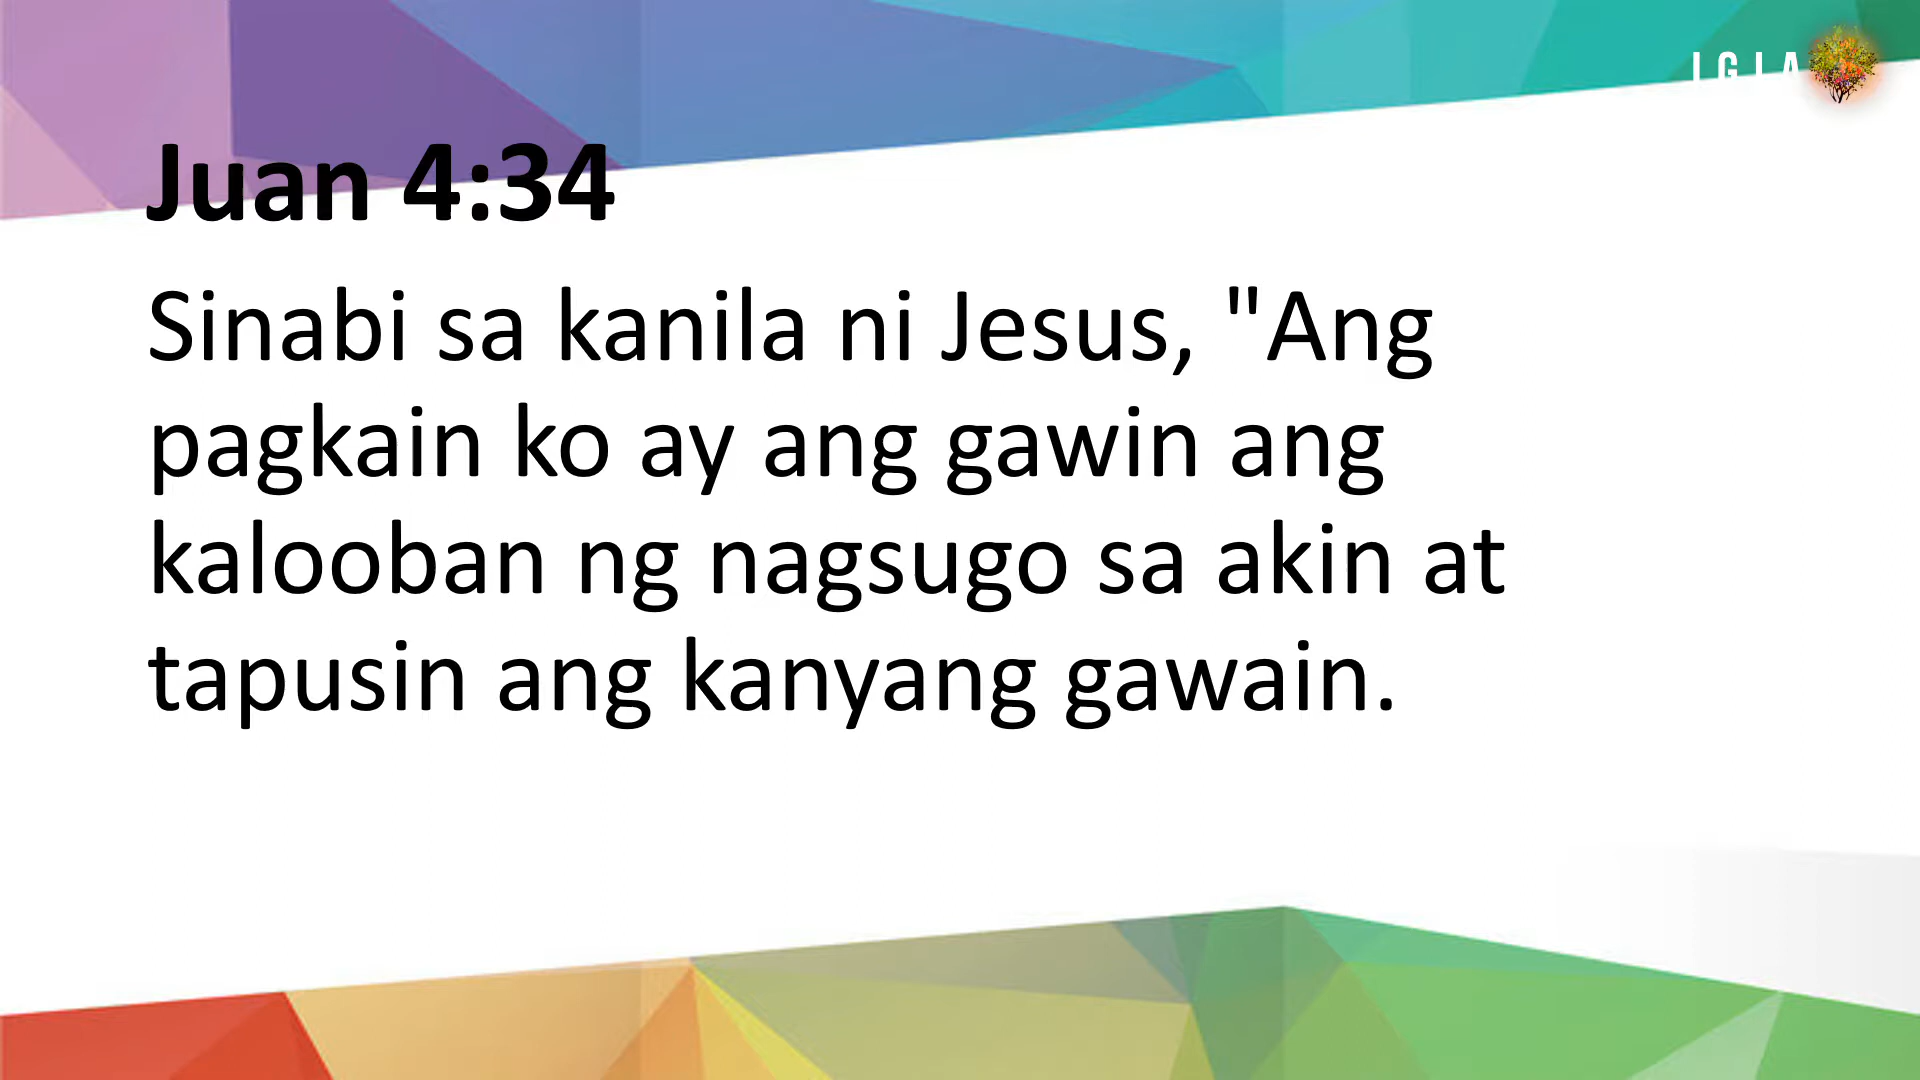 Juan 4:34
Sinabi sa kanila ni Jesus, "Ang
pagkain ko ay ang gawin ang
kalooban ng nagsugo sa akin at
tapusin ang kanyang gawain.